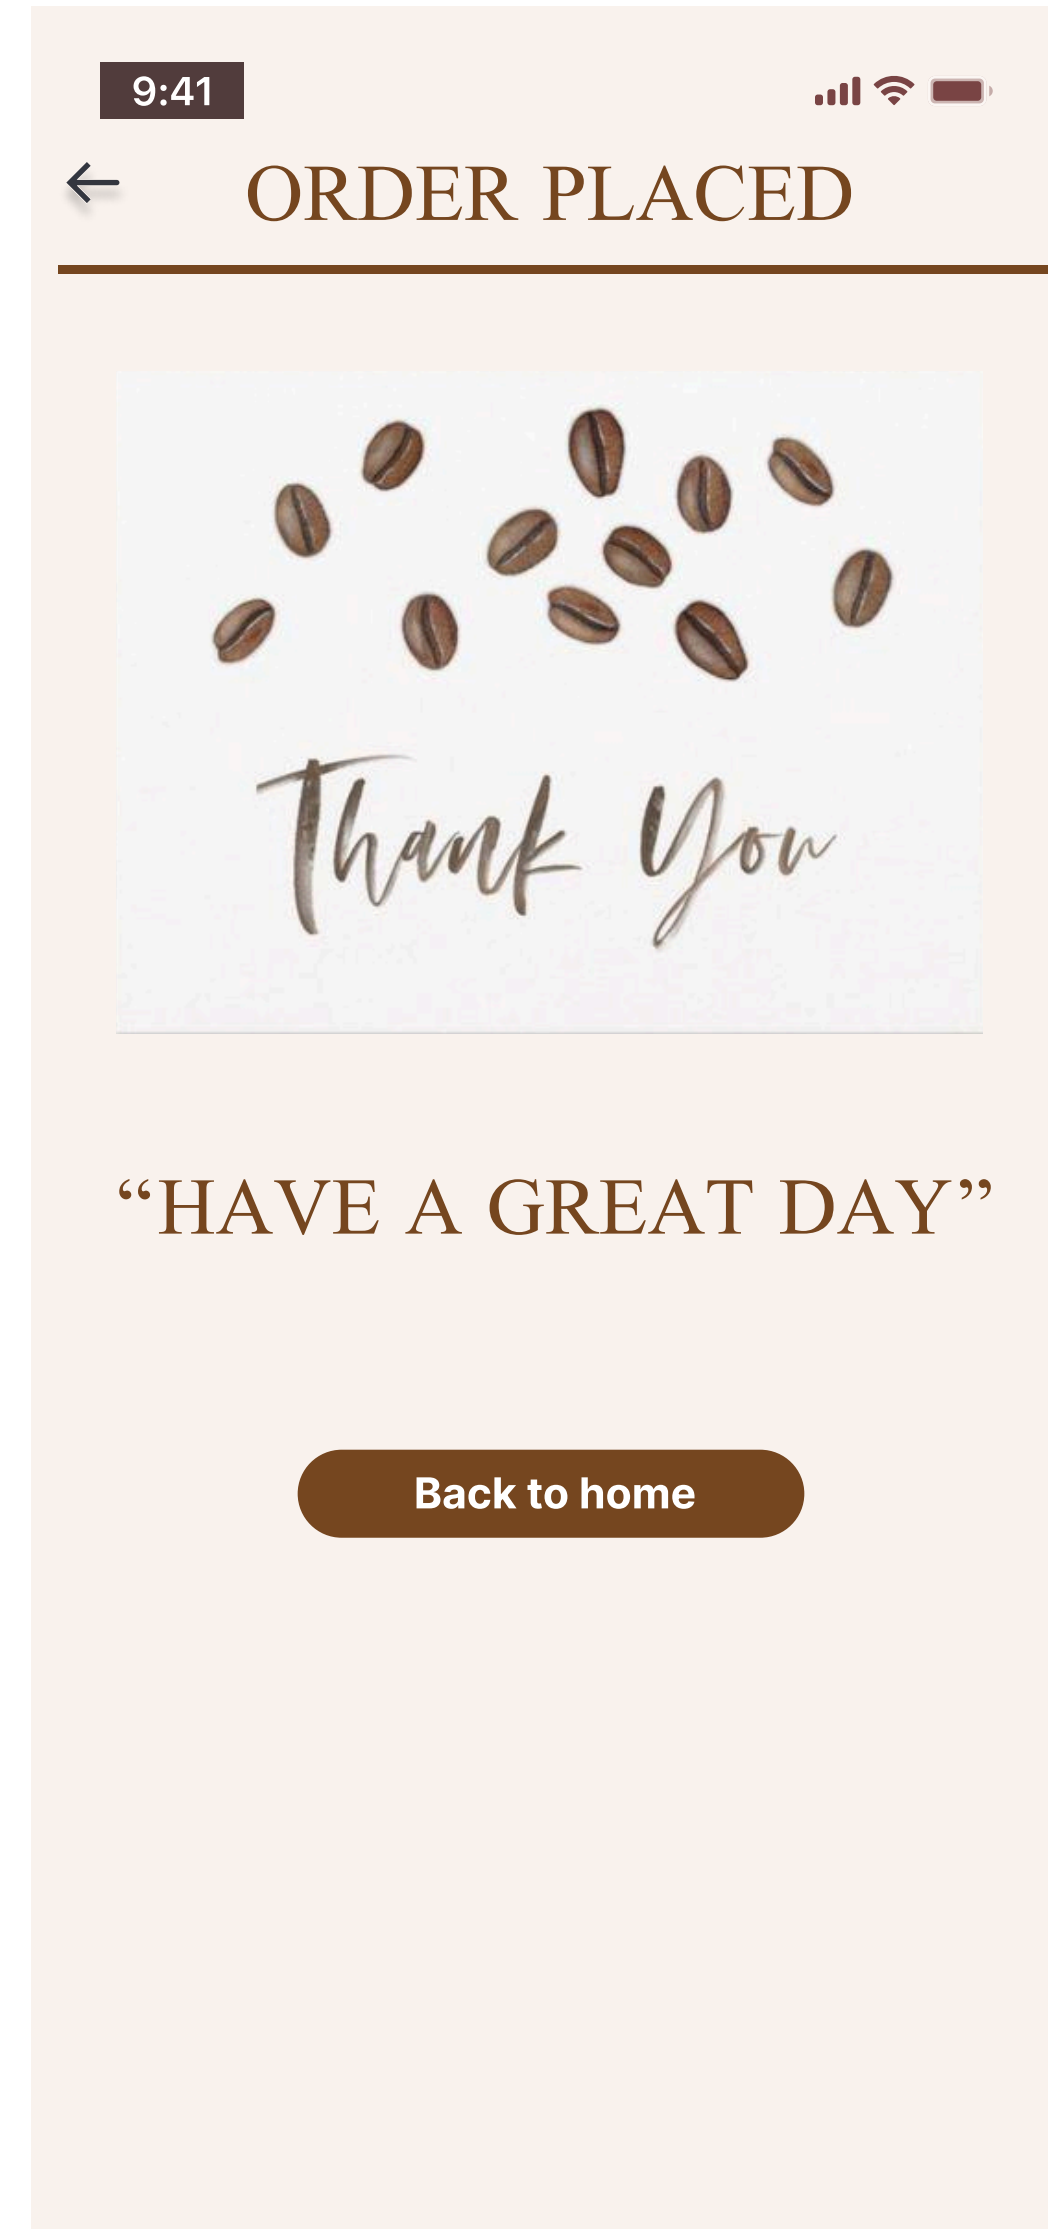 9:41
ORDER PLACED
Thank You
“HAVE A GREAT DAY”
Back to home